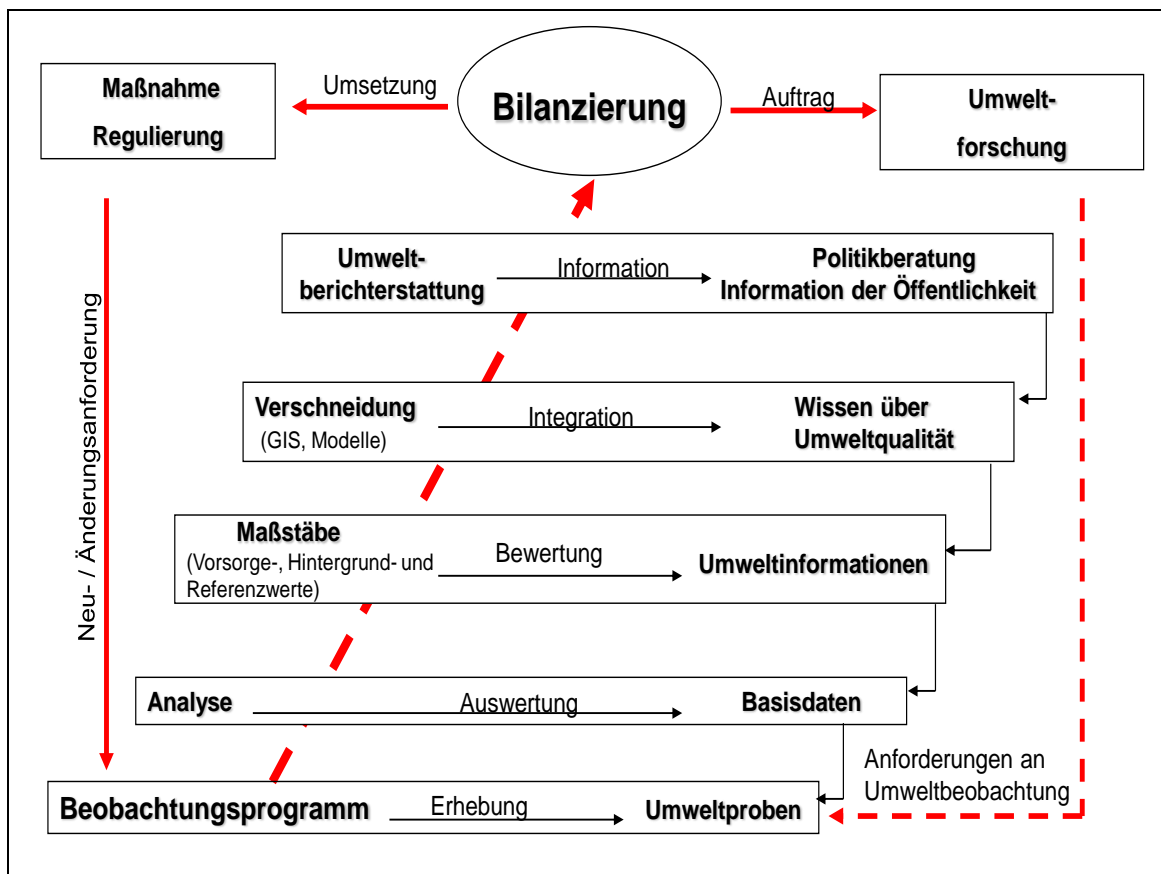 Maßnahme
Regulierung
Umsetzung
Bilanzierung
Auftrag
Umwelt-
forschung
Umwelt-
berichterstattung
Information
Politikberatung
Information der Öffentlichkeit
Verschneidung
(GIS, Modelle)
Integration
Wissen über
Umweltqualität
Maßstäbe
(Vorsorge-, Hintergrund- und
Referenzwerte)
Bewertung
Umweltinformationen
Neu- / Änderungsanforderung
Analyse
Auswertung
Basisdaten
Anforderungen an
Umweltbeobachtung
Beobachtungsprogramm
Erhebung
Umweltproben